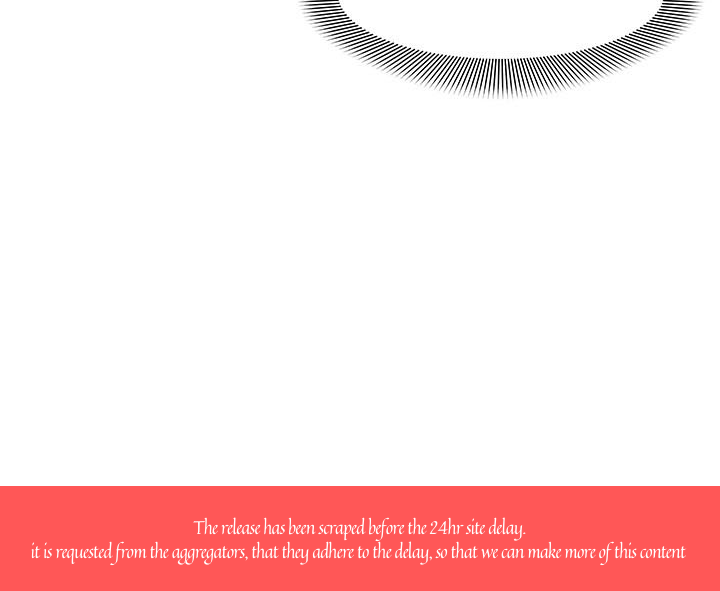 The release has been scraped before the 24hr site delay.
it is requested from the aggregators, that they adhere to the delay, so that we can make more of this content